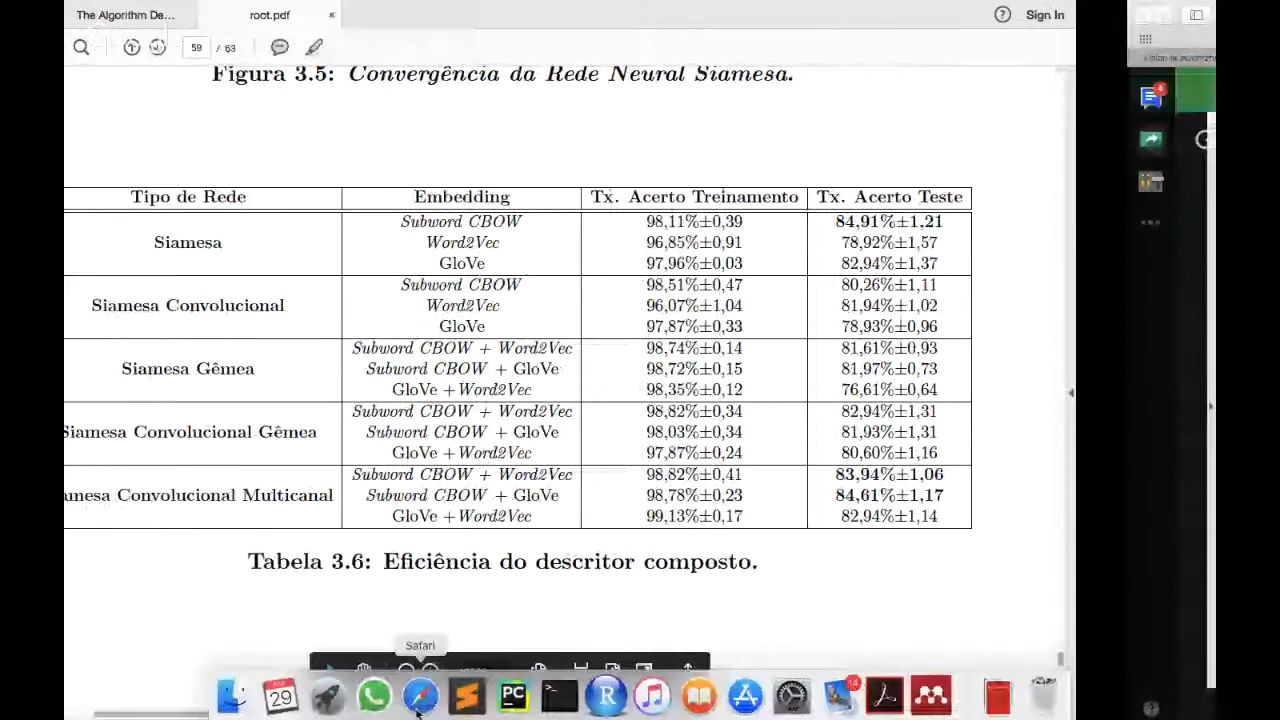 The Algorithm De...
root.pdf
×
Sign In
59 / 63
Figura 3.5: Convergência da Rede Neural Siamesa.
Tipo de Rede Embedding Tx. Acerto Treinamento Tx. Acerto Teste
Siamesa
Subword CBOW 98,11%±0,39 84,91%±1,21
Word2Vec 96,85%±0,91 78,92%±1,57
GloVe 97,96%±0,03 82,94%±1,37
Siamesa Convolucional
Subword CBOW 98,51%±0,47 80,26%±1,11
Word2Vec 96,07%±1,04 81,94%±1,02
GloVe 97,87%±0,33 78,93%±0,96
Siamesa Gêmea
Subword CBOW + Word2Vec 98,74%±0,14 81,61%±0,93
Subword CBOW + GloVe 98,72%±0,15 81,97%±0,73
GloVe + Word2Vec 98,35%±0,12 76,61%±0,64
Siamesa Convolucional Gêmea
Subword CBOW + Word2Vec 98,82%±0,34 82,94%±1,31
Subword CBOW + GloVe 98,03%±0,34 81,93%±1,31
GloVe + Word2Vec 97,87%±0,24 80,60%±1,16
amesa Convolucional Multicanal
Subword CBOW + Word2Vec 98,82%±0,41 83,94%±1,06
Subword CBOW + GloVe 98,78%±0,23 84,61%±1,17
GloVe + Word2Vec 99,13%±0,17 82,94%±1,14
Tabela 3.6: Eficiência do descritor composto.
Safari
29
PC
R
14
4